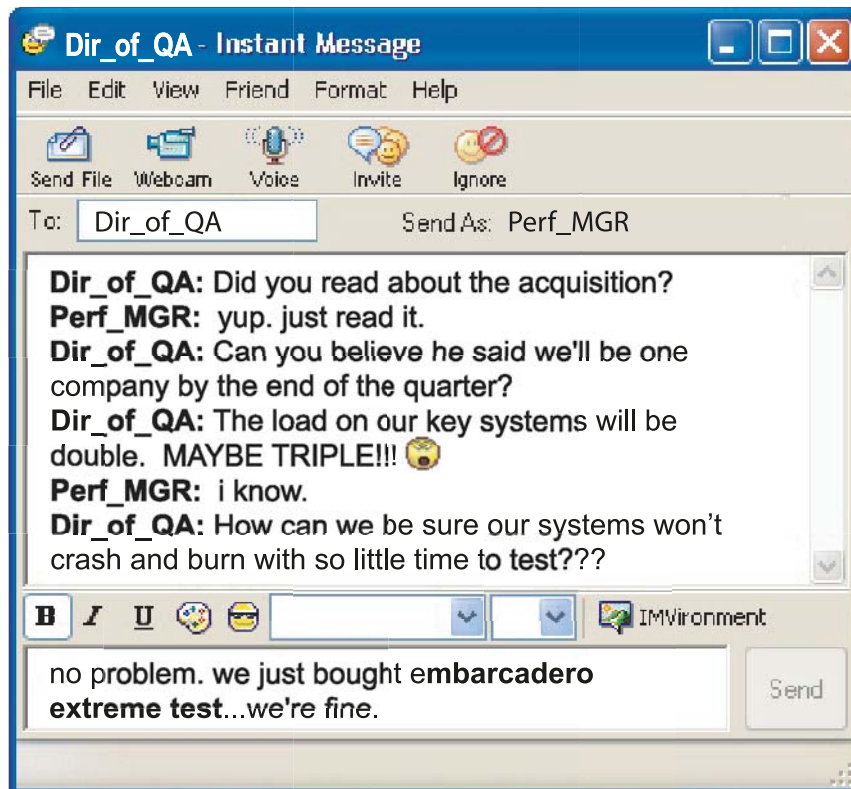 Dir_of_QA - Instant Message
File Edit View Friend Format Help
Send File Webcam Voice Invite Ignore
To: Dir_of_QA Send As: Perf_MGR
Dir_of_QA: Did you read about the acquisition?
Perf_MGR: yup. just read it.
Dir_of_QA: Can you believe he said we'll be one
company by the end of the quarter?
Dir_of_QA: The load on our key systems will be
double. MAYBE TRIPLE!!!
Perf_MGR: i know.
Dir_of_QA: How can we be sure our systems won't
crash and burn with so little time to test???
B I U IMVironment
no problem. we just bought embarcadero
extreme test...we're fine.
Send